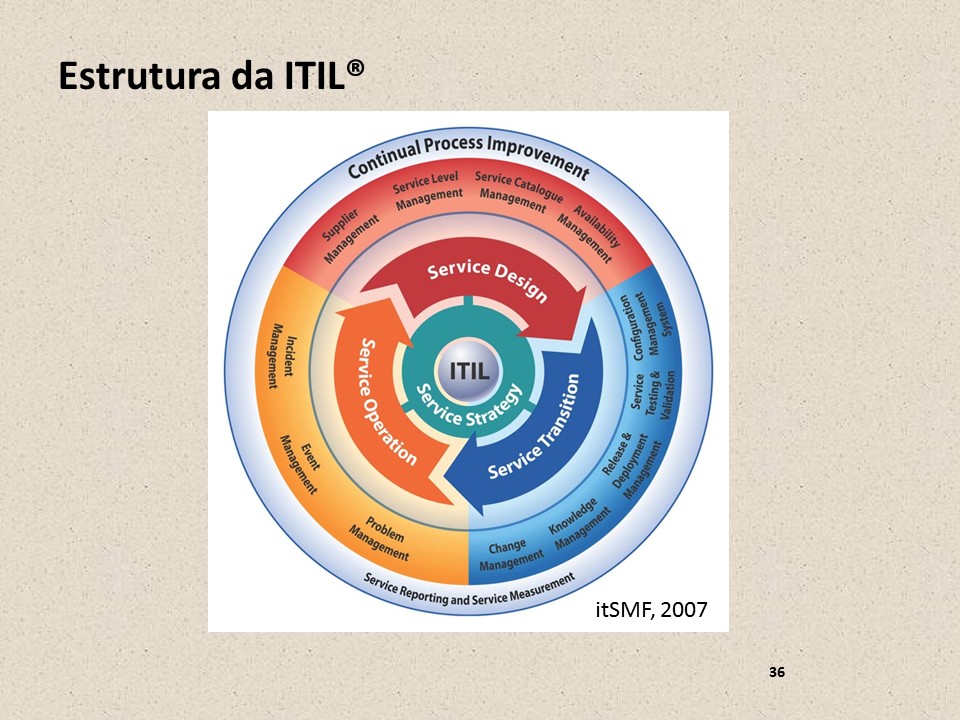 Estrutura da ITIL®
Continual Process Improvement
Supplier
Management
Service Level
Management
Service Catalogue
Management
Availability
Management
Configuration
Management
System
Service
Testing &
Validation
Release &
Deployment
Management
Knowledge
Management
Change
Management
Problem
Management
Event
Management
Incident
Management
Service Design
Service Transition
Service Operation
Service Strategy
ITIL
Service Reporting and Service Measurement
itSMF, 2007
36